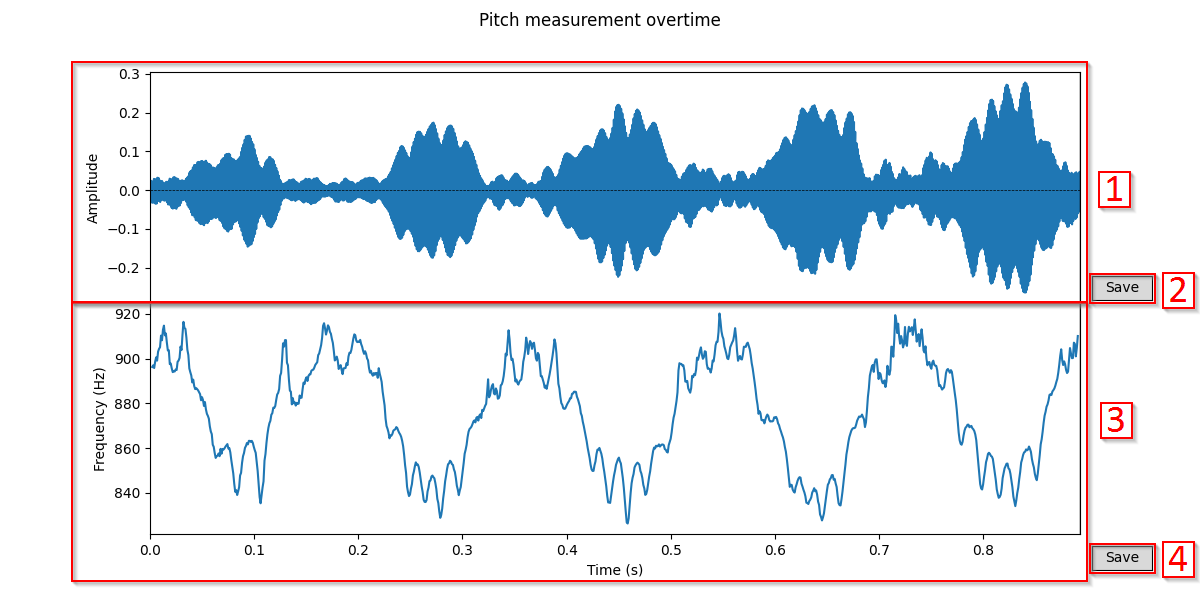 Pitch measurement overtime
0.3
0.2
0.1
0.0
−0.1
−0.2
Amplitude
1
Save
2
920
900
880
860
840
Frequency (Hz)
3
0.0 0.1 0.2 0.3 0.4 0.5 0.6 0.7 0.8
Time (s)
Save
4